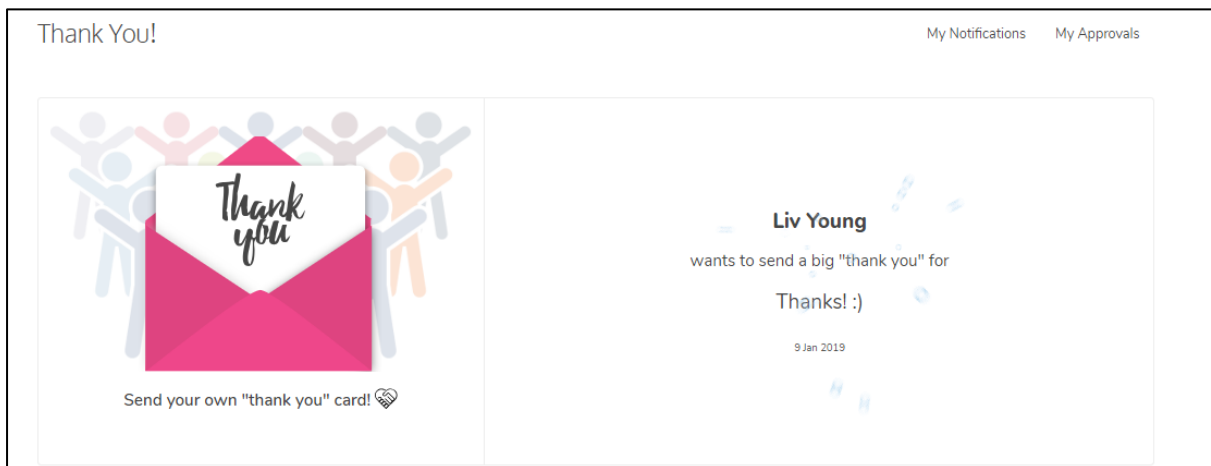 Thank You!
My Notifications
My Approvals
Thank
you
Send your own "thank you" card!
Liv Young
wants to send a big "thank you" for
Thanks! :)
9 Jan 2019